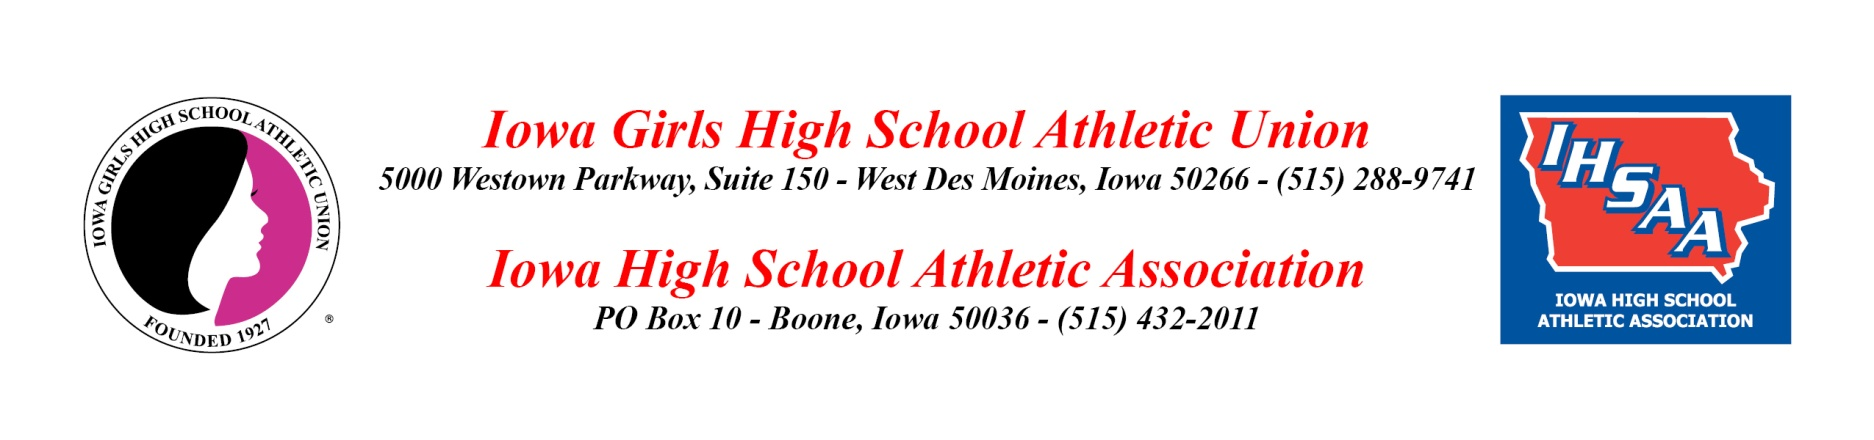 IOWA GIRLS HIGH SCHOOL ATHLETIC UNION
FOUNDED 1927
®
Iowa Girls High School Athletic Union
5000 Westown Parkway, Suite 150 - West Des Moines, Iowa 50266 - (515) 288-9741
Iowa High School Athletic Association
PO Box 10 - Boone, Iowa 50036 - (515) 432-2011
IHSAA
IOWA HIGH SCHOOL
ATHLETIC ASSOCIATION